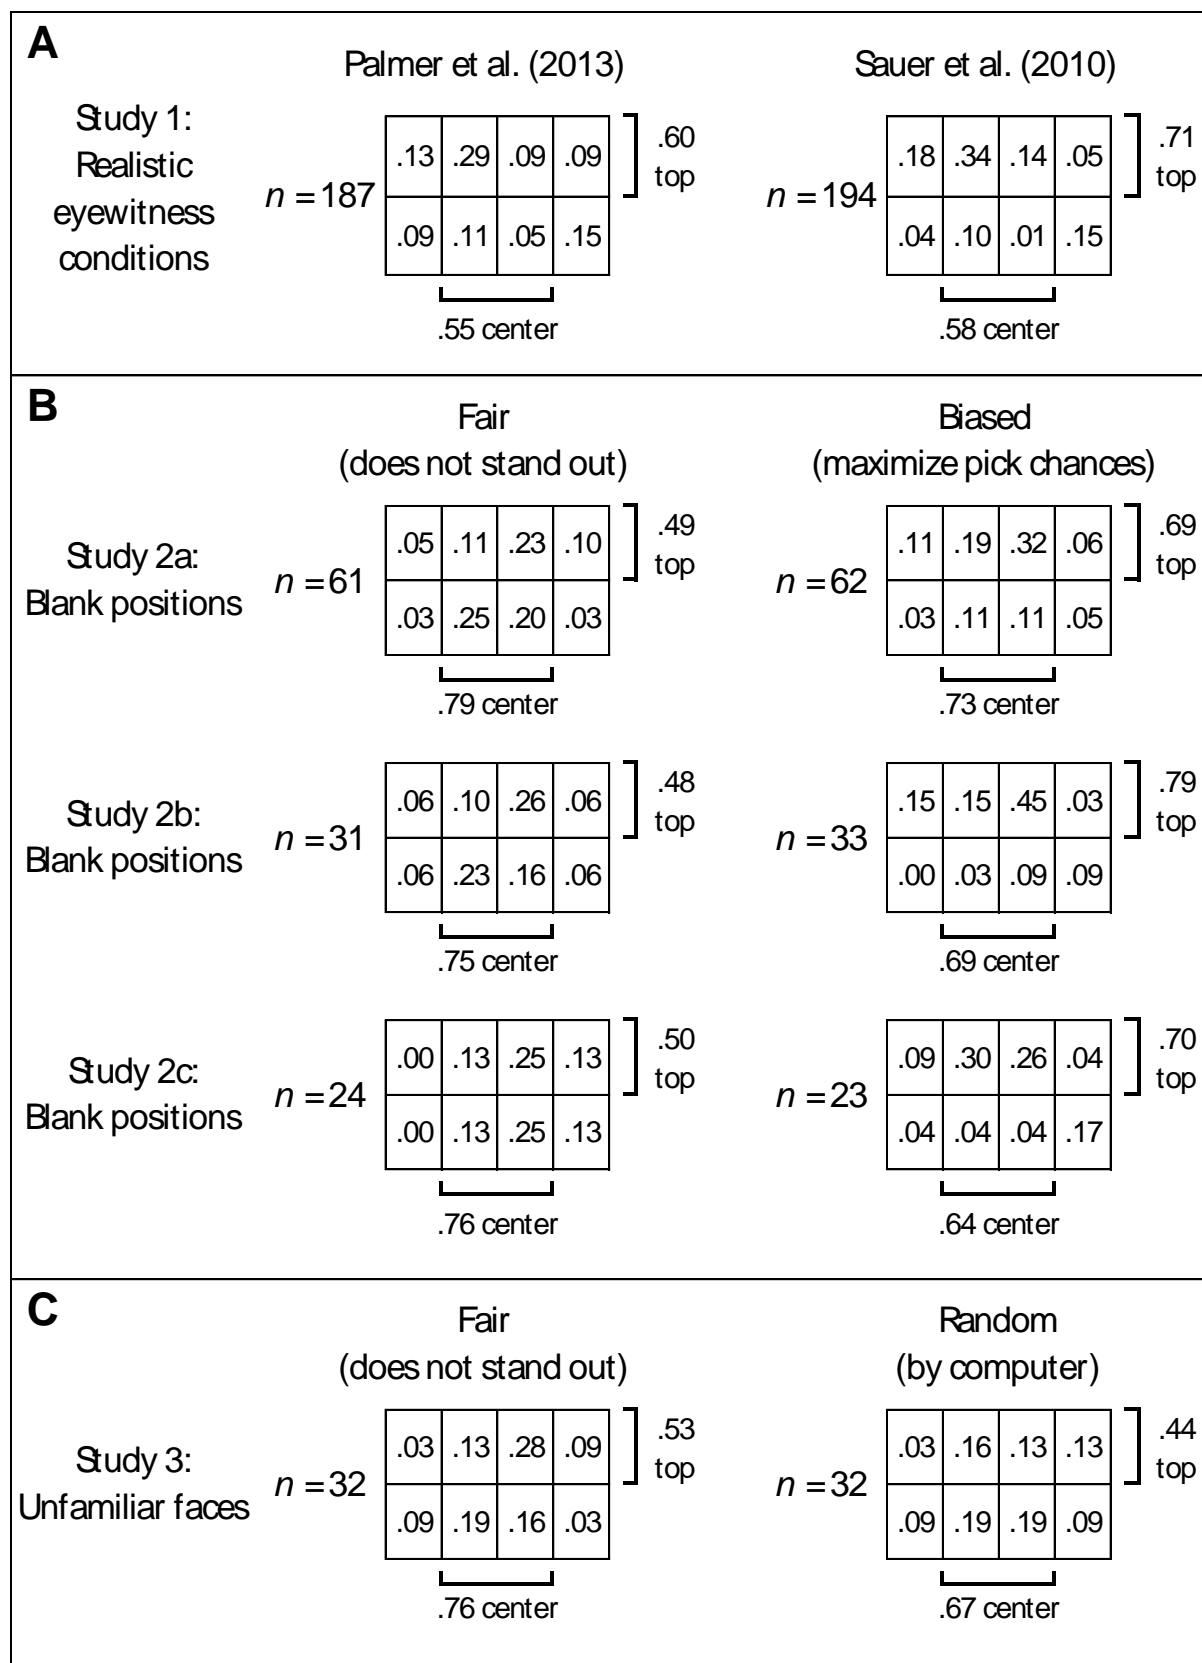 A
Palmer et al. (2013)
Sauer et al. (2010)
Study 1:
Realistic
eyewitness
conditions
n = 187
.13 .29 .09 .09
.09 .11 .05 .15
.60
top
.55 center
n = 194
.18 .34 .14 .05
.04 .10 .01 .15
.71
top
.58 center
B
Fair
(does not stand out)
Biased
(maximize pick chances)
Study 2a:
Blank positions
n = 61
.05 .11 .23 .10
.03 .25 .20 .03
.49
top
.79 center
n = 62
.11 .19 .32 .06
.03 .11 .11 .05
.69
top
.73 center
Study 2b:
Blank positions
n = 31
.06 .10 .26 .06
.06 .23 .16 .06
.48
top
.75 center
n = 33
.15 .15 .45 .03
.00 .03 .09 .09
.79
top
.69 center
Study 2c:
Blank positions
n = 24
.00 .13 .25 .13
.00 .13 .25 .13
.50
top
.76 center
n = 23
.09 .30 .26 .04
.04 .04 .04 .17
.70
top
.64 center
C
Fair
(does not stand out)
Random
(by computer)
Study 3:
Unfamiliar faces
n = 32
.03 .13 .28 .09
.09 .19 .16 .03
.53
top
.76 center
n = 32
.03 .16 .13 .13
.09 .19 .19 .09
.44
top
.67 center